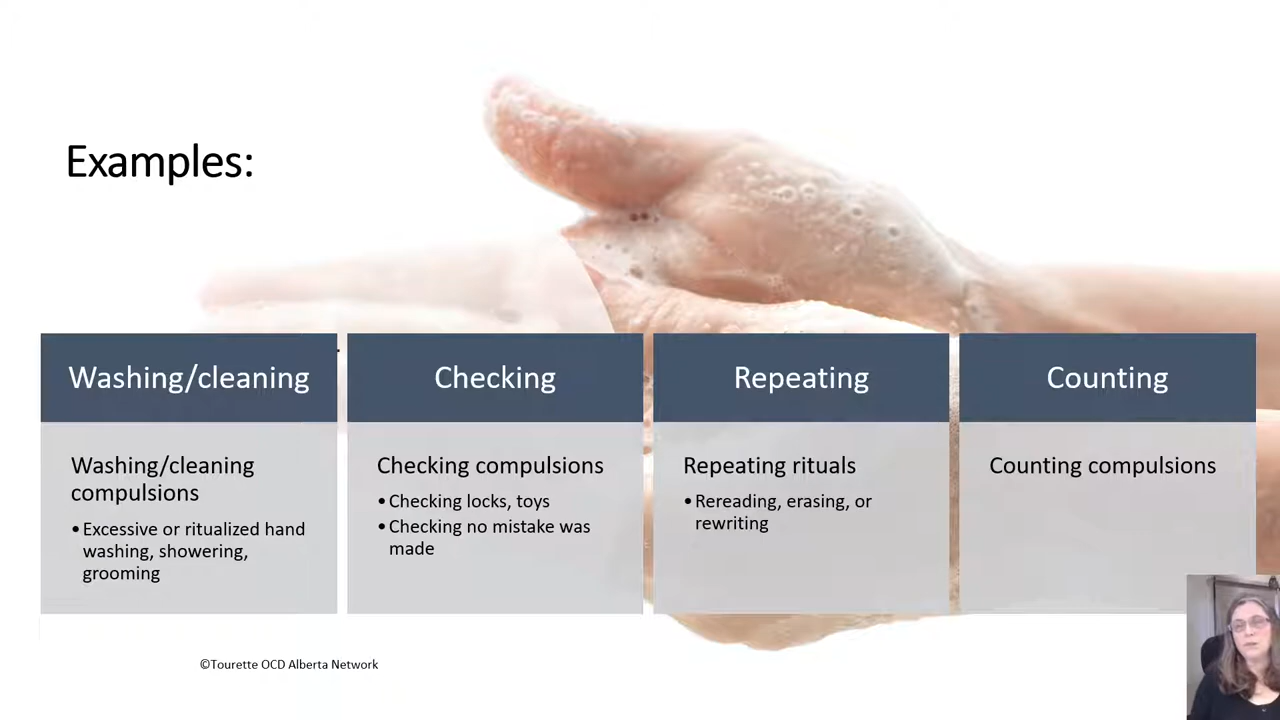 Examples:
Washing/cleaning
Washing/cleaning
compulsions
•Excessive or ritualized hand
washing, showering,
grooming
Checking
Checking compulsions
•Checking locks, toys
•Checking no mistake was
made
Repeating
Repeating rituals
•Rereading, erasing, or
rewriting
Counting
Counting compulsions
©Tourette OCD Alberta Network